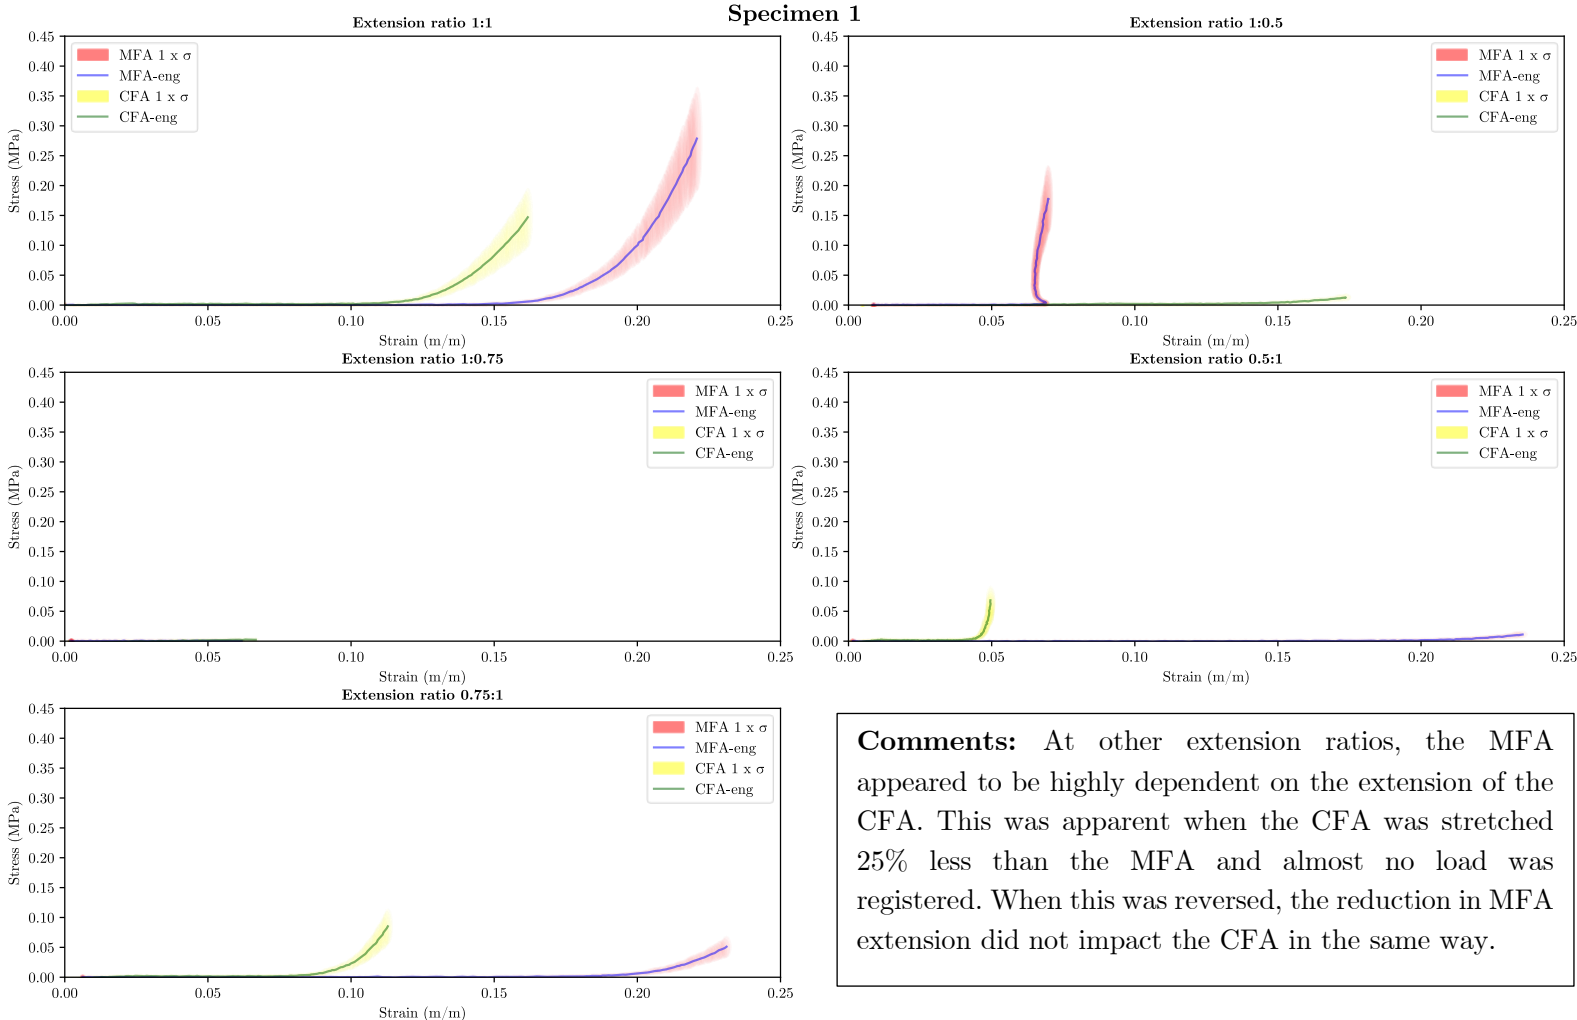 Specimen 1
Extension ratio 1:1
0.45
0.40
0.35
0.30
0.25
0.20
0.15
0.10
0.05
0.00
Stress (MPa)
MFA 1 x σ
MFA-eng
CFA 1 x σ
CFA-eng
0.00 0.05 0.10 0.15 0.20 0.25
Strain (m/m)
Extension ratio 1:0.5
0.45
0.40
0.35
0.30
0.25
0.20
0.15
0.10
0.05
0.00
Stress (MPa)
MFA 1 x σ
MFA-eng
CFA 1 x σ
CFA-eng
0.00 0.05 0.10 0.15 0.20 0.25
Strain (m/m)
Extension ratio 1:0.75
0.45
0.40
0.35
0.30
0.25
0.20
0.15
0.10
0.05
0.00
Stress (MPa)
MFA 1 x σ
MFA-eng
CFA 1 x σ
CFA-eng
0.00 0.05 0.10 0.15 0.20 0.25
Strain (m/m)
Extension ratio 0.5:1
0.45
0.40
0.35
0.30
0.25
0.20
0.15
0.10
0.05
0.00
Stress (MPa)
MFA 1 x σ
MFA-eng
CFA 1 x σ
CFA-eng
0.00 0.05 0.10 0.15 0.20 0.25
Strain (m/m)
Extension ratio 0.75:1
0.45
0.40
0.35
0.30
0.25
0.20
0.15
0.10
0.05
0.00
Stress (MPa)
MFA 1 x σ
MFA-eng
CFA 1 x σ
CFA-eng
0.00 0.05 0.10 0.15 0.20 0.25
Strain (m/m)
Comments: At other extension ratios, the MFA
appeared to be highly dependent on the extension of the
CFA. This was apparent when the CFA was stretched
25% less than the MFA and almost no load was
registered. When this was reversed, the reduction in MFA
extension did not impact the CFA in the same way.